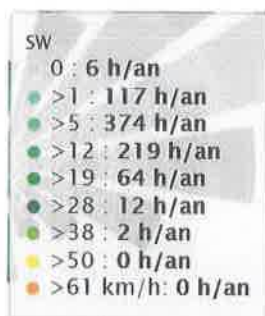 SW
0 : 6 h/an
>1 : 117 h/an
>5 : 374 h/an
>12 : 219 h/an
>19 : 64 h/an
>28 : 12 h/an
>38 : 2 h/an
>50 : 0 h/an
>61 km/h: 0 h/an